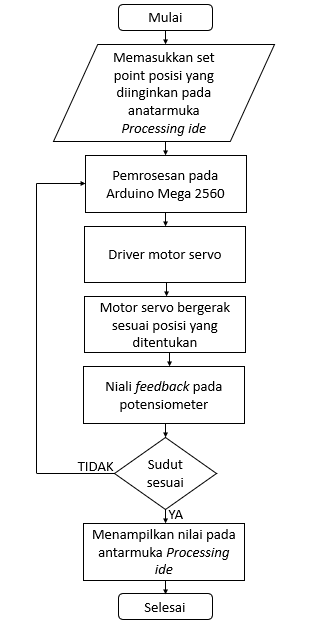 Mulai
Memasukkan set
point posisi yang
diinginkan pada
anatarmuka
Processing ide
Pemrosesan pada
Arduino Mega 2560
Driver motor servo
Motor servo bergerak
sesuai posisi yang
ditentukan
Niali feedback pada
potensiometer
Sudut
sesuai
TIDAK
YA
Menampilkan nilai pada
antarmuka Processing
ide
Selesai